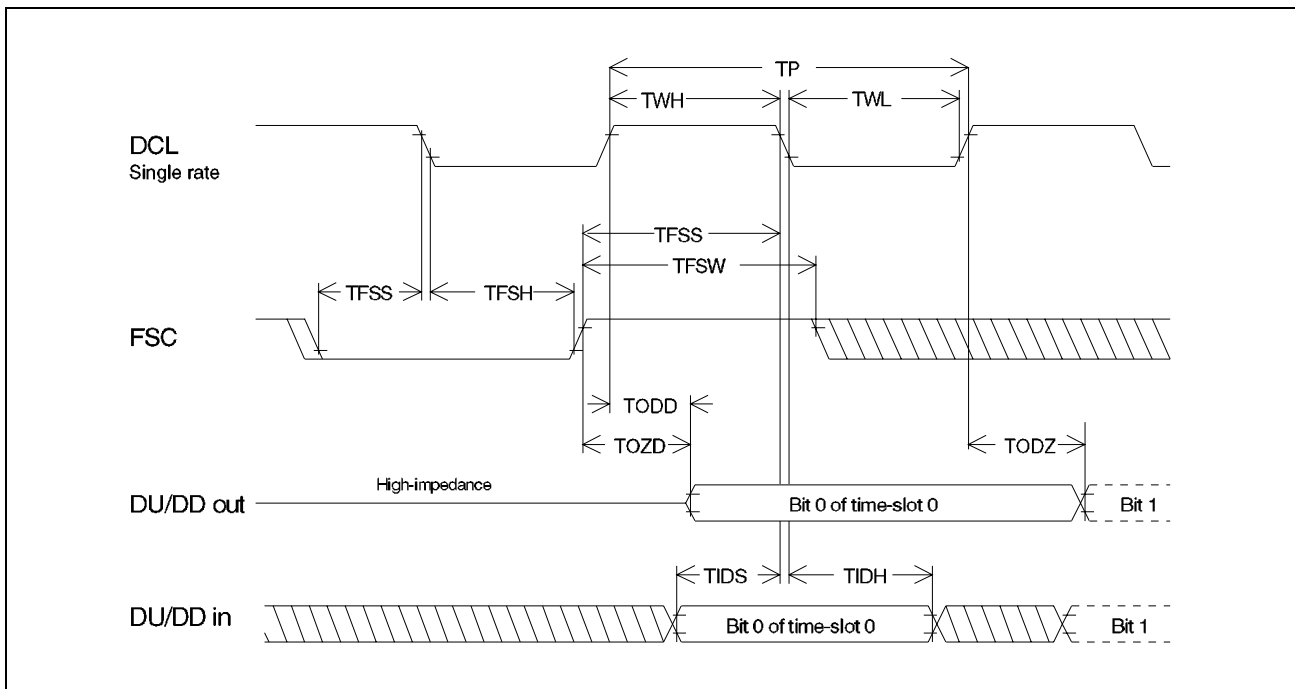 TP
TWH
TWL
DCL
Single rate
TFSS
TFSW
TFSS
TFSH
FSC
TODD
TOZD
TODZ
High-impedance
DU/DD out
Bit 0 of time-slot 0
Bit 1
TIDS
TIDH
DU/DD in
Bit 0 of time-slot 0
Bit 1